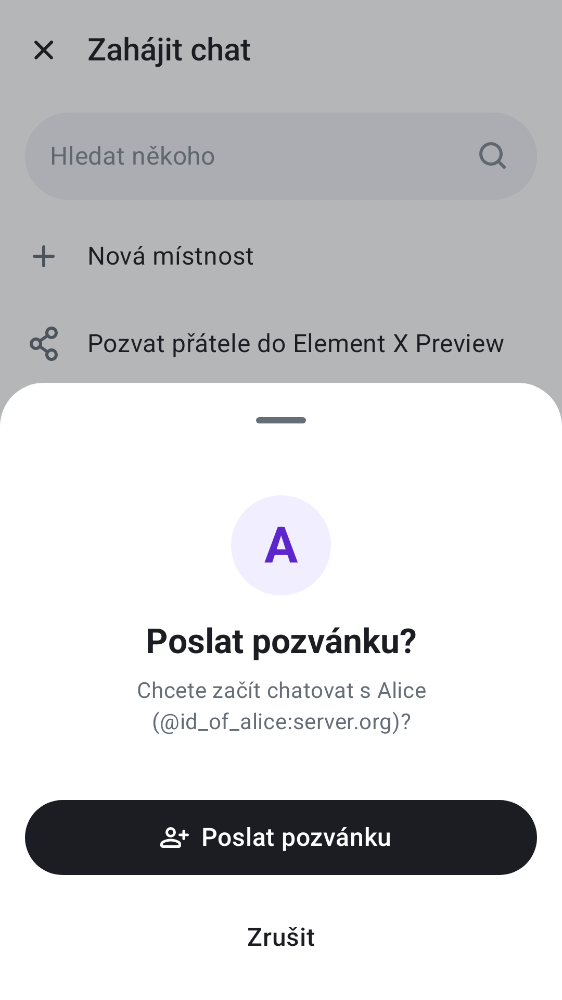 Zahájit chat
Hledat někoho
Nová místnost
Pozvat přátele do Element X Preview
A
Poslat pozvánku?
Chcete začít chatovat s Alice
(@id_of_alice:server.org)?
Poslat pozvánku
Zrušit